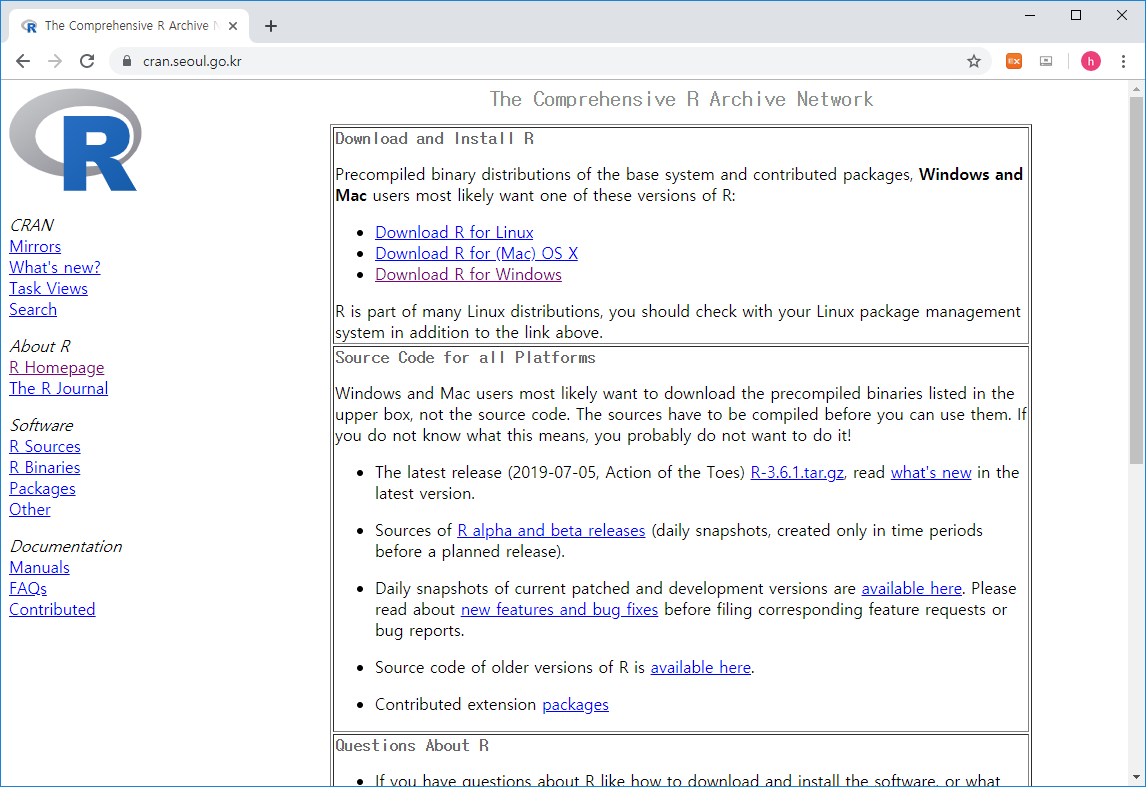 The Comprehensive R Archive N
cran.seoul.go.kr
EX
h
R
CRAN
Mirrors
What's new?
Task Views
Search
About R
R Homepage
The R Journal
Software
R Sources
R Binaries
Packages
Other
Documentation
Manuals
FAQs
Contributed
The Comprehensive R Archive Network
Download and Install R
Precompiled binary distributions of the base system and contributed packages, Windows and
Mac users most likely want one of these versions of R:
Download R for Linux
Download R for (Mac) OS X
Download R for Windows
R is part of many Linux distributions, you should check with your Linux package management
system in addition to the link above.
Source Code for all Platforms
Windows and Mac users most likely want to download the precompiled binaries listed in the
upper box, not the source code. The sources have to be compiled before you can use them. If
you do not know what this means, you probably do not want to do it!
The latest release (2019-07-05, Action of the Toes) R-3.6.1.tar.gz, read what's new in the
latest version.
Sources of R alpha and beta releases (daily snapshots, created only in time periods
before a planned release).
Daily snapshots of current patched and development versions are available here. Please
read about new features and bug fixes before filing corresponding feature requests or
bug reports.
Source code of older versions of R is available here.
Contributed extension packages
Questions About R
If you have questions about R like how to download and install the software, or what